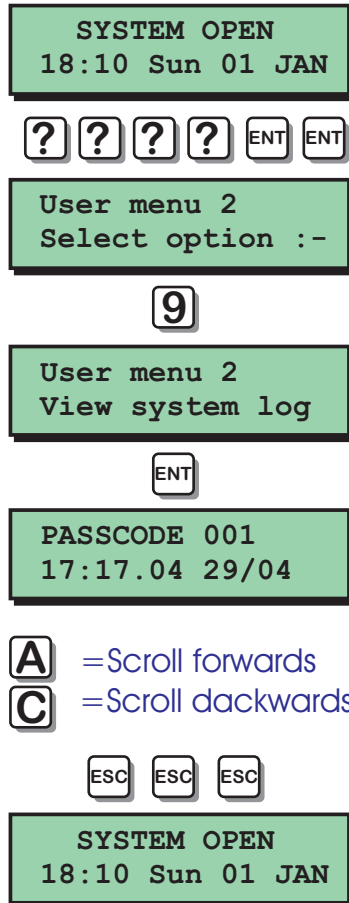 SYSTEM OPEN
18:10 Sun 01 JAN
? ? ? ? ENT ENT
User menu 2
Select option :-
9
User menu 2
View system log
ENT
PASSCODE 001
17:17.04 29/04
A =Scroll forwards
C =Scroll dackwards
ESC ESC ESC
SYSTEM OPEN
18:10 Sun 01 JAN